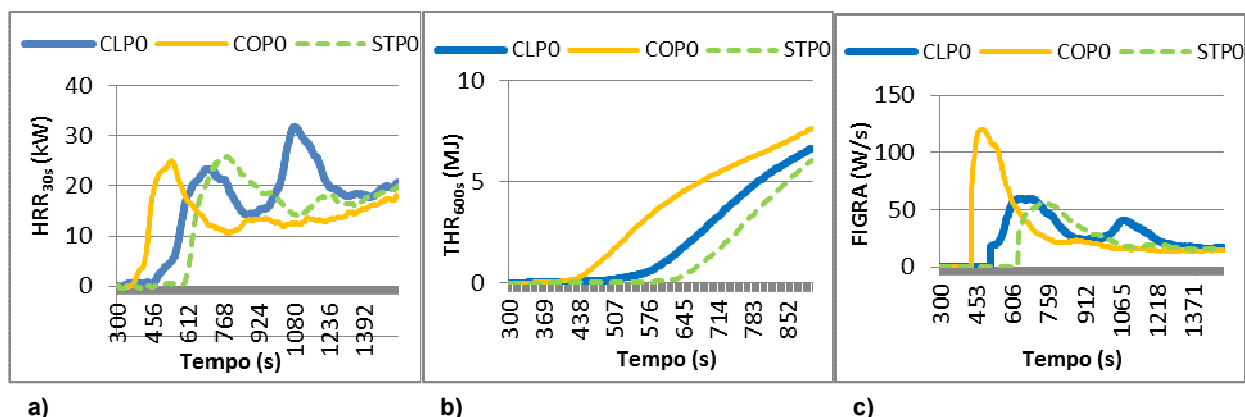 CLP0 COP0 STP0
40
30
20
10
0
HRR30s (kW)
300 456 612 768 924 1080 1236 1392
Tempo (s)
a)
CLP0 COP0 STP0
10
5
0
THR600s (MJ)
300 369 438 507 576 645 714 783 852
Tempo (s)
b)
CLP0 COP0 STP0
150
100
50
0
FIGRA (W/s)
300 453 606 759 912 1065 1218 1371
Tempo (s)
c)